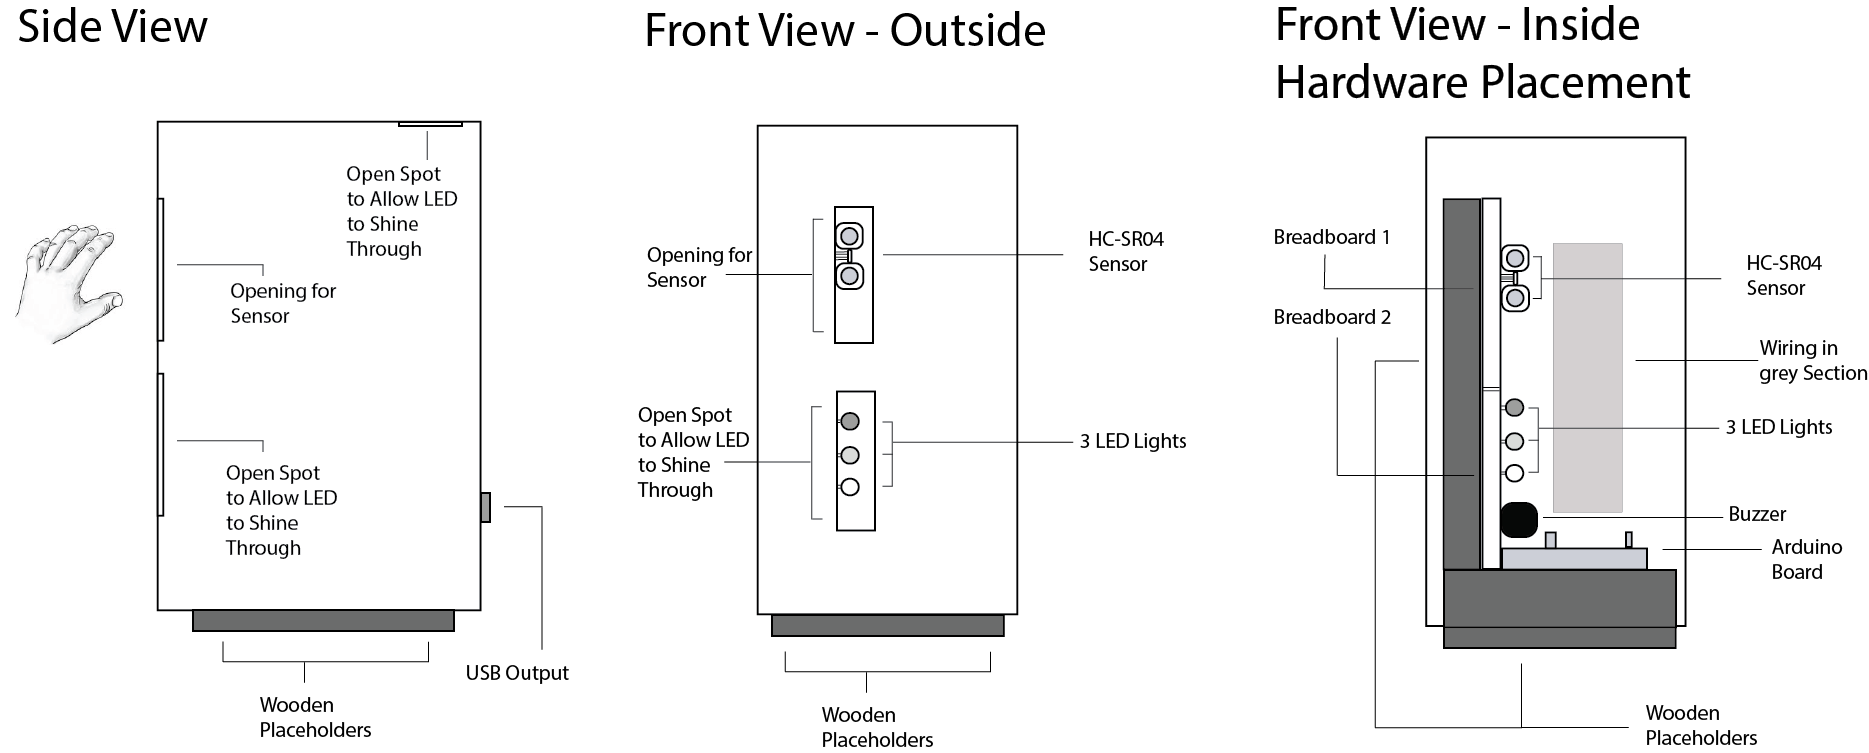 Side View
Open Spot
to Allow LED
to Shine
Through
Opening for
Sensor
Open Spot
to Allow LED
to Shine
Through
USB Output
Wooden
Placeholders
Front View - Outside
Opening for
Sensor
HC-SR04
Sensor
Open Spot
to Allow LED
to Shine
Through
3 LED Lights
Wooden
Placeholders
Front View - Inside
Hardware Placement
Breadboard 1
Breadboard 2
HC-SR04
Sensor
Wiring in
grey Section
3 LED Lights
Buzzer
Arduino
Board
Wooden
Placeholders